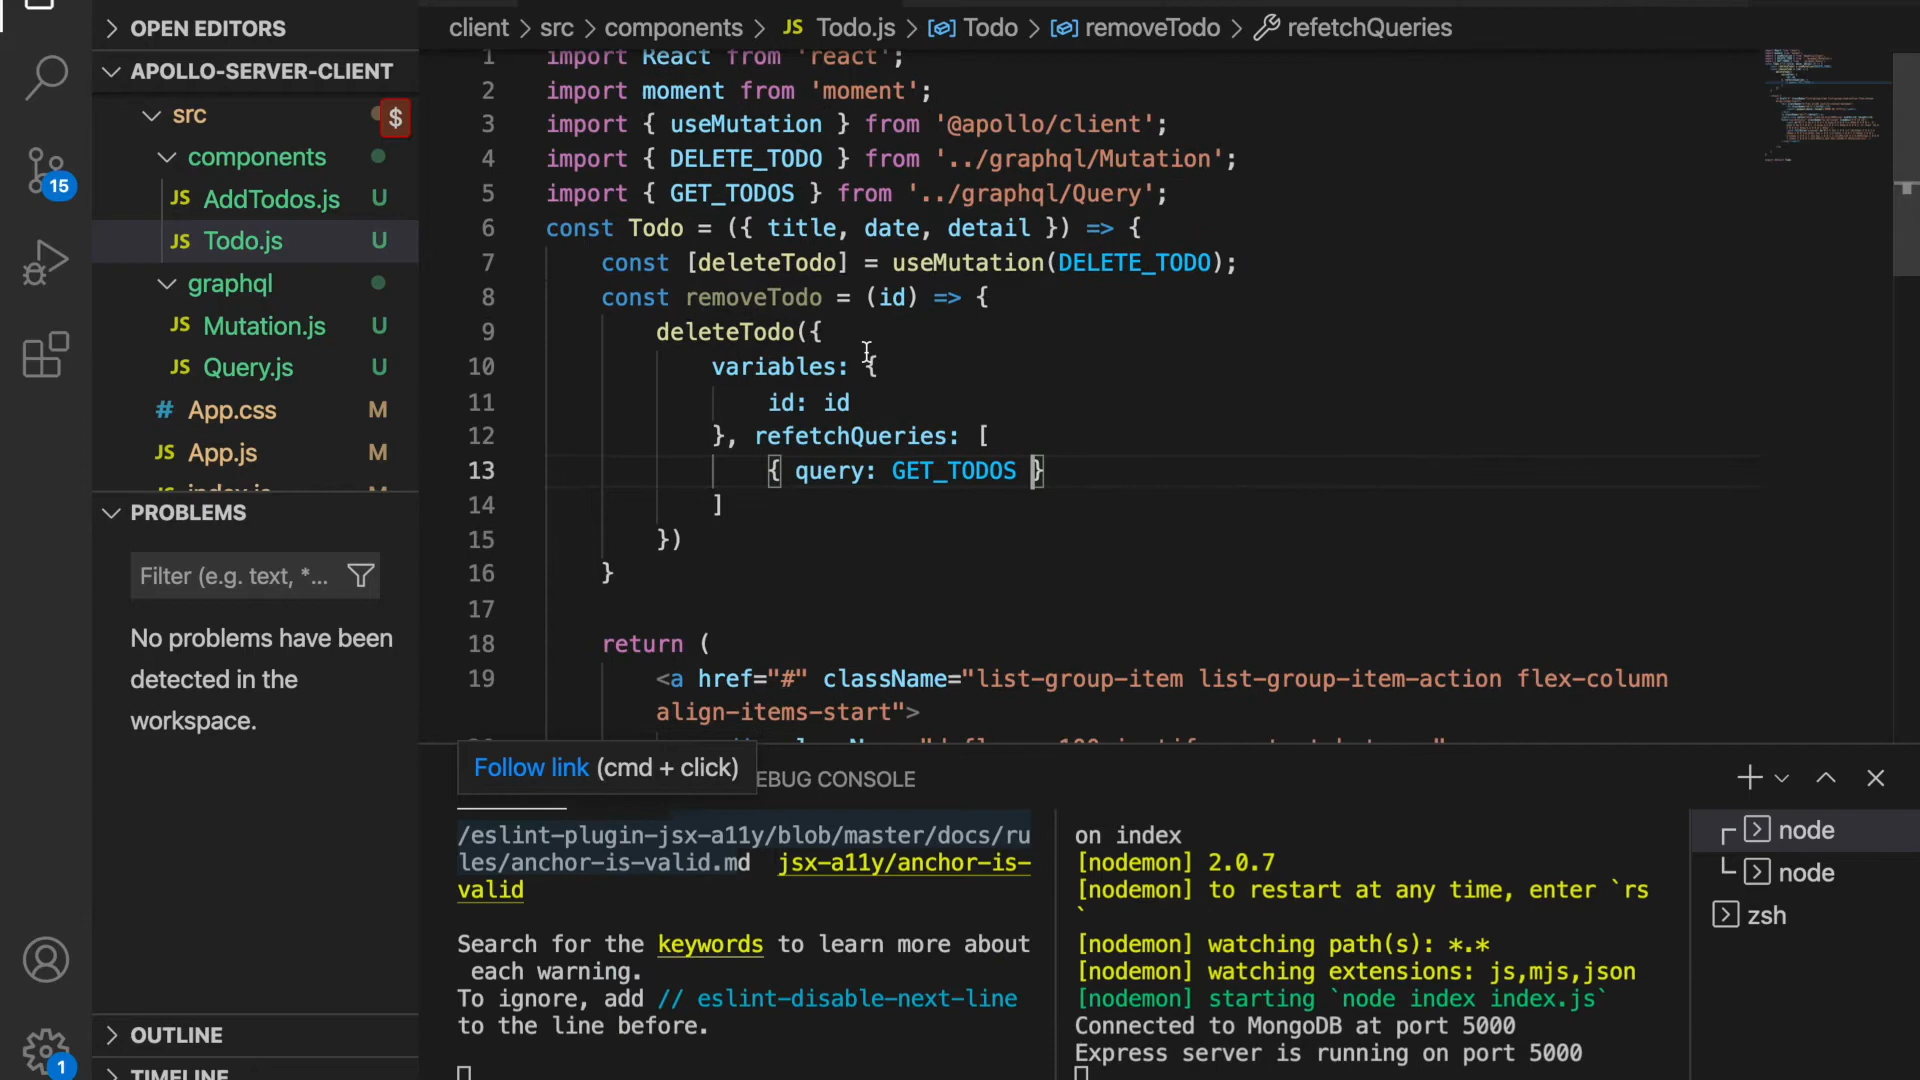 OPEN EDITORS
APOLLO-SERVER-CLIENT
src
$
components
JS AddTodos.js U
JS Todo.js U
graphql
JS Mutation.js U
JS Query.js U
# App.css M
JS App.js M
index.js
15
PROBLEMS
Filter (e.g. text, *...
No problems have been
detected in the
workspace.
OUTLINE
TIMELINE
1
client > src > components > JS Todo.js > Todo > removeTodo > refetchQueries
1 import React from 'react';
2 import moment from 'moment';
3 import { useMutation } from '@apollo/client';
4 import { DELETE_TODO } from '../graphql/Mutation';
5 import { GET_TODOS } from '../graphql/Query';
6 const Todo = ({ title, date, detail }) => {
7 const [deleteTodo] = useMutation(DELETE_TODO);
8 const removeTodo = (id) => {
9 deleteTodo({
10 variables: {
11 id: id
12 }, refetchQueries: [
13 { query: GET_TODOS }
14 ]
15 })
16 }
17
18 return (
19 <a href="#" className="list-group-item list-group-item-action flex-column
align-items-start">
Follow link (cmd + click)
EBUG CONSOLE
/eslint-plugin-jsx-a11y/blob/master/docs/ru
les/anchor-is-valid.md jsx-a11y/anchor-is-
valid
Search for the keywords to learn more about
each warning.
To ignore, add // eslint-disable-next-line
to the line before.
on index
[nodemon] 2.0.7
[nodemon] to restart at any time, enter `rs
`
[nodemon] watching path(s): *.*
[nodemon] watching extensions: js,mjs,json
[nodemon] starting `node index index.js`
Connected to MongoDB at port 5000
Express server is running on port 5000
node
node
zsh